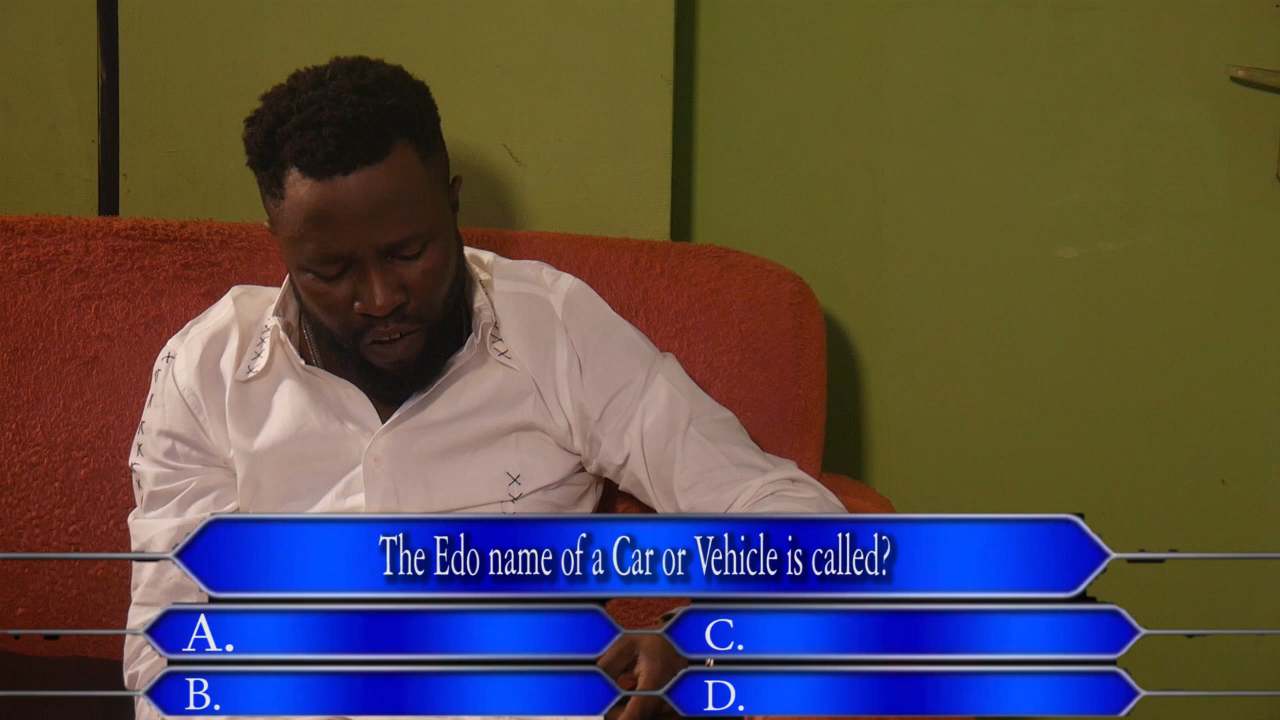 The Edo name of a Car or Vehicle is called?
A.
C.
B.
D.